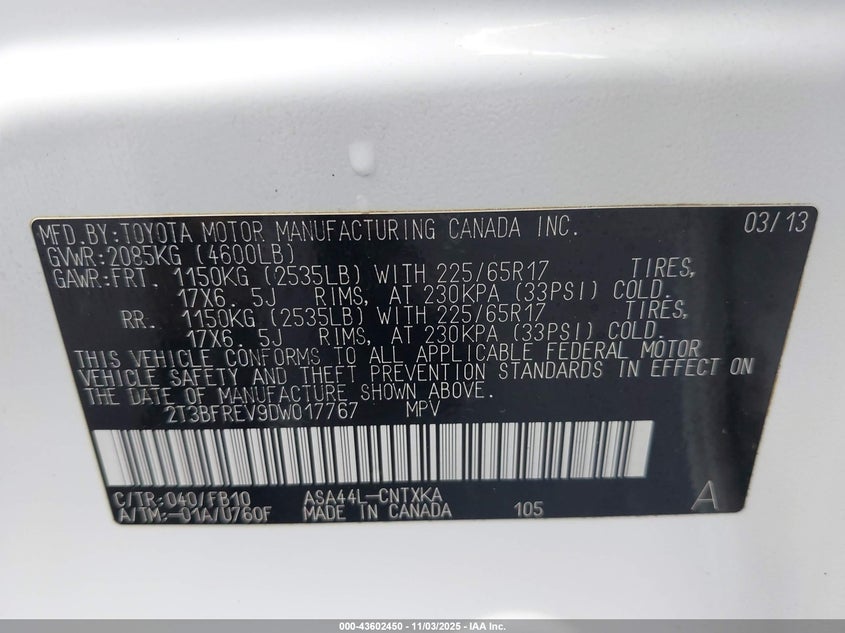 MFD.BY:TOYOTA MOTOR MANUFACTURING CANADA INC. 03/13
GVWR:2085KG (4600LB)
GAWR:FRT. 1150KG (2535LB) WITH 225/65R17 TIRES,
17X6. 5J RIMS, AT 230KPA (33PSI) COLD.
RR. 1150KG (2535LB) WITH 225/65R17 TIRES,
17X6. 5J RIMS, AT 230KPA (33PSI) COLD.
THIS VEHICLE CONFORMS TO ALL APPLICABLE FEDERAL MOTOR
VEHICLE SAFETY AND THEFT PREVENTION STANDARDS IN EFFECT ON
THE DATE OF MANUFACTURE SHOWN ABOVE.
2T3BFREV9DW017767 MPV
C/TR:040/FB10 ASA44L-CNTXKA A
A/TM:-01A/U760F MADE IN CANADA 105
000-43602450 - 11/03/2025 - IAA Inc.